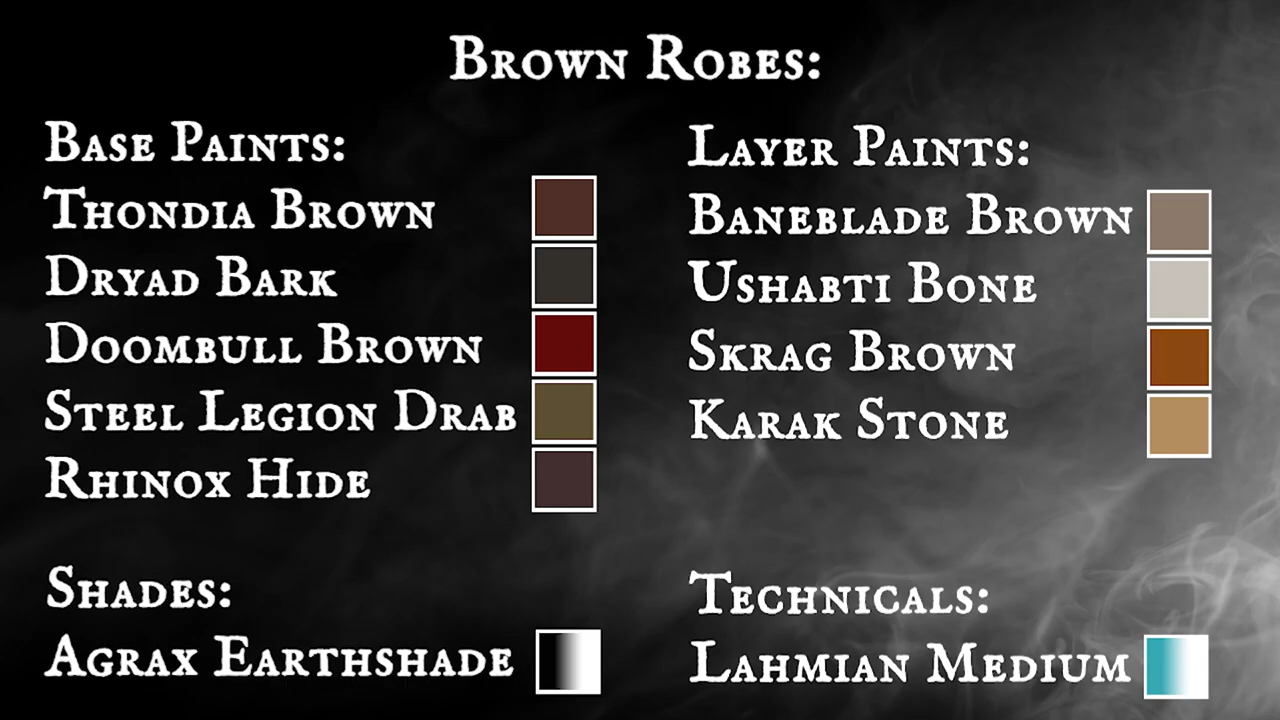 Brown Robes:
Base Paints:
Thondia Brown
Dryad Bark
Doombull Brown
Steel Legion Drab
Rhinox Hide
Layer Paints:
Baneblade Brown
Ushabti Bone
Skrag Brown
Karak Stone
Shades:
Agrax Earthshade
Technicals:
Lahmian Medium